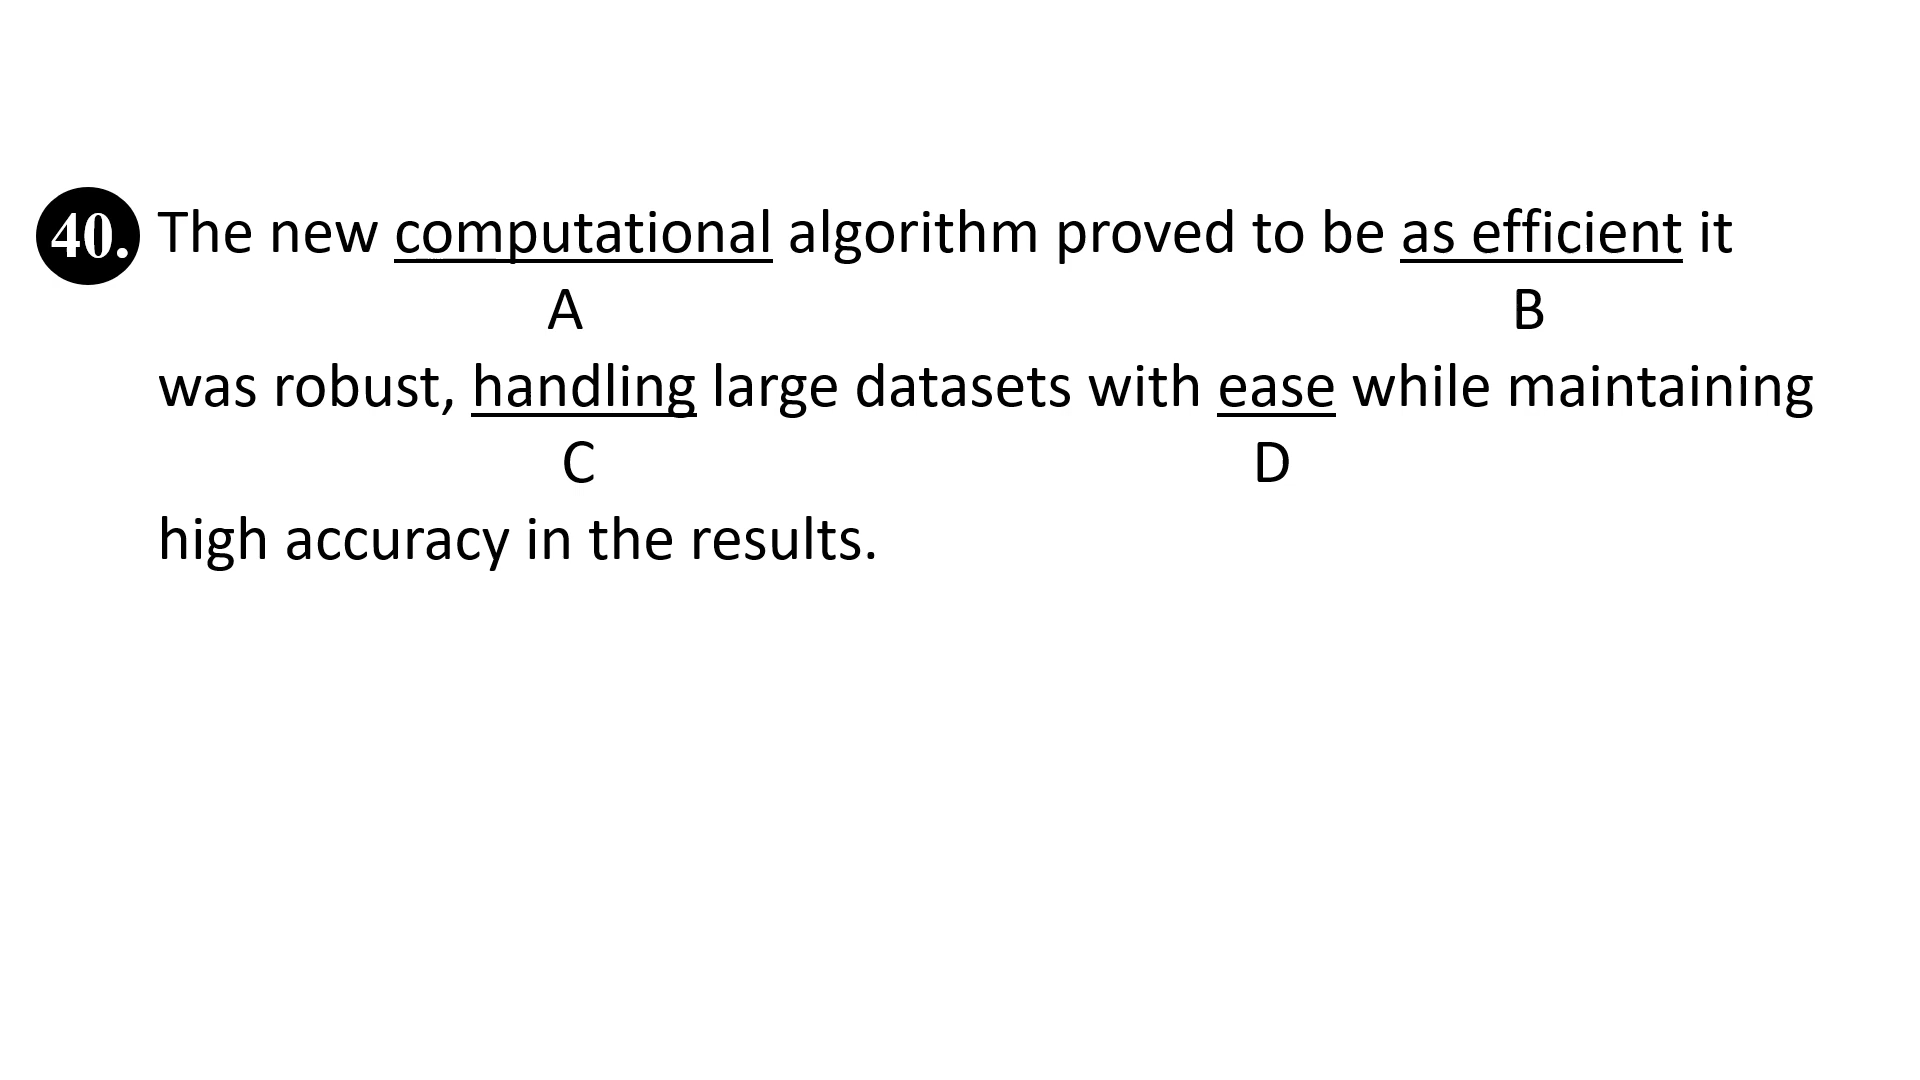 40. The new computational algorithm proved to be as efficient it
A B
was robust, handling large datasets with ease while maintaining
C D
high accuracy in the results.